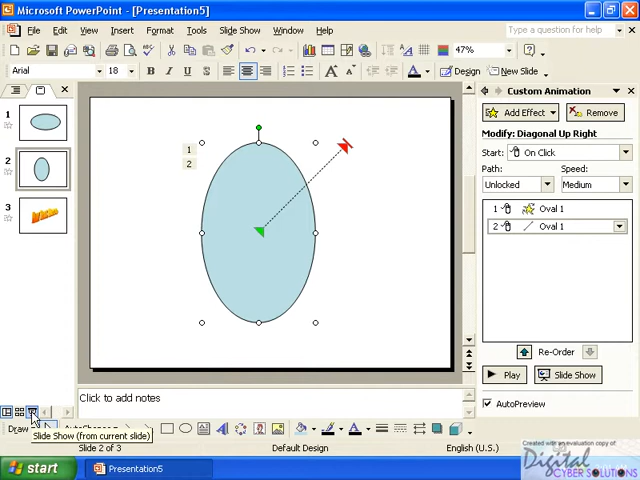 Microsoft PowerPoint - [Presentation5]
File Edit View Insert Format Tools Slide Show Window Help
Type a question for help
47%
Arial 18 B I U S A Design New Slide
1
2
3
1
2
Custom Animation
Add Effect Remove
Modify: Diagonal Up Right
Start: On Click
Path: Speed:
Unlocked Medium
1 Oval 1
2 Oval 1
Re-Order
Play Slide Show
AutoPreview
Click to add notes
Draw AutoShapes
Slide Show (from current slide)
Slide 2 of 3 Default Design English (U.S.)
start Presentation5
Created with an evaluation copy of
Digital
CYBER SOLUTIONS